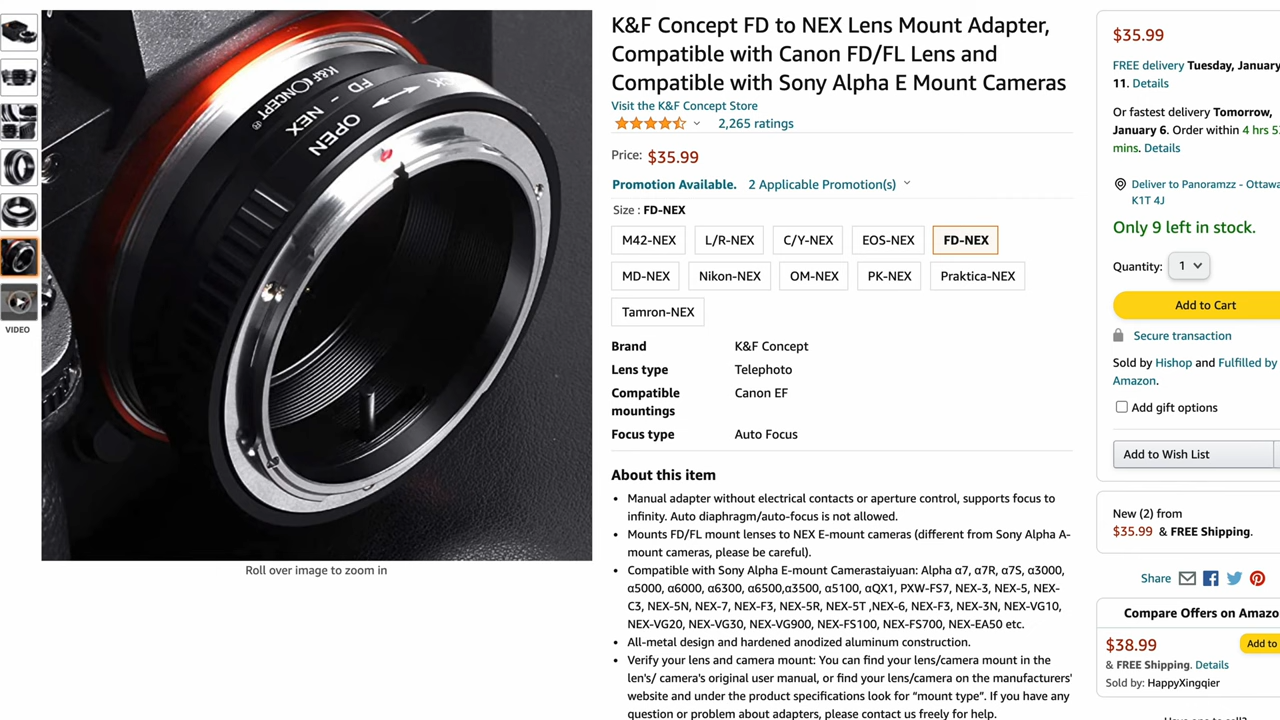 K&F CONCEPT®
FD - NEX
OPEN
VIDEO
Roll over image to zoom in
K&F Concept FD to NEX Lens Mount Adapter,
Compatible with Canon FD/FL Lens and
Compatible with Sony Alpha E Mount Cameras
Visit the K&F Concept Store
2,265 ratings
Price: $35.99
Promotion Available. 2 Applicable Promotion(s)
Size : FD-NEX
M42-NEX L/R-NEX C/Y-NEX EOS-NEX FD-NEX
MD-NEX Nikon-NEX OM-NEX PK-NEX Praktica-NEX
Tamron-NEX
Brand K&F Concept
Lens type Telephoto
Compatible Canon EF
mountings
Focus type Auto Focus
About this item
• Manual adapter without electrical contacts or aperture control, supports focus to
infinity. Auto diaphragm/auto-focus is not allowed.
• Mounts FD/FL mount lenses to NEX E-mount cameras (different from Sony Alpha A-
mount cameras, please be careful).
• Compatible with Sony Alpha E-mount Camerastaiyuan: Alpha α7, α7R, α7S, α3000,
α5000, α6000, α6300, α6500,α3500, α5100, αQX1, PXW-FS7, NEX-3, NEX-5, NEX-
C3, NEX-5N, NEX-7, NEX-F3, NEX-5R, NEX-5T ,NEX-6, NEX-F3, NEX-3N, NEX-VG10,
NEX-VG20, NEX-VG30, NEX-VG900, NEX-FS100, NEX-FS700, NEX-EA50 etc.
• All-metal design and hardened anodized aluminum construction.
• Verify your lens and camera mount: You can find your lens/camera mount in the
len's/ camera's original user manual, or find your lens/camera on the manufacturers'
website and under the product specifications look for “mount type”. If you have any
question or problem about adapters, please contact us freely for help.
$35.99
FREE delivery Tuesday, January
11. Details
Or fastest delivery Tomorrow,
January 6. Order within 4 hrs 5
mins. Details
Deliver to Panoramzz - Ottawa
K1T 4J
Only 9 left in stock.
Quantity: 1
Add to Cart
Secure transaction
Sold by Hishop and Fulfilled by
Amazon.
Add gift options
Add to Wish List
New (2) from
$35.99 & FREE Shipping.
Share
Compare Offers on Amazo
$38.99 Add to
& FREE Shipping. Details
Sold by: HappyXingqier